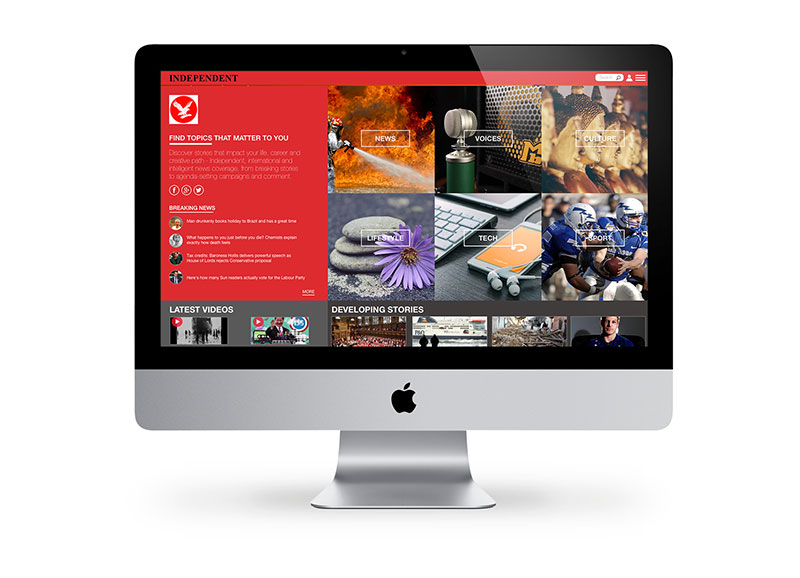 INDEPENDENT
Search
FIND TOPICS THAT MATTER TO YOU
Discover stories that impact your life, career and
creative path - Independent, international and
intelligent news coverage, from breaking stories
to agenda-setting campaigns and comment.
BREAKING NEWS
Man drunkenly books holiday to Brazil and has a great time
What happens to you just before you die? Chemists explain
exactly how death feels
Tax credits: Baroness Hollis delivers powerful speech as
House of Lords rejects Conservative proposal
Here's how many Sun readers actually vote for the Labour Party
MORE
NEWS
VOICES
CULTURE
LIFESTYLE
TECH
SPORT
LATEST VIDEOS
DEVELOPING STORIES